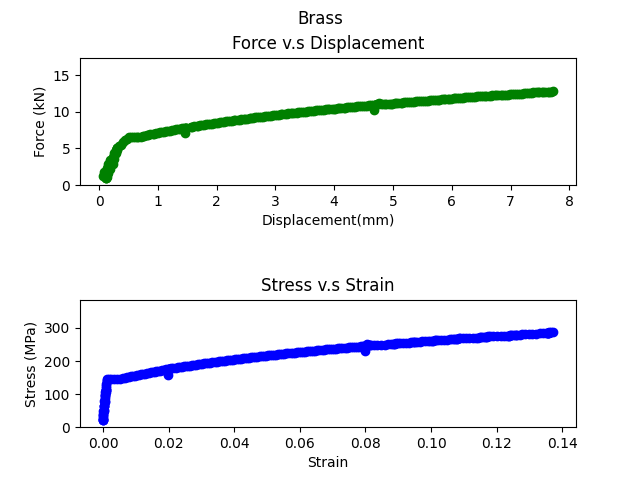 Brass
Force v.s Displacement
15
10
5
0
Force (kN)
0 1 2 3 4 5 6 7 8
Displacement(mm)
Stress v.s Strain
300
200
100
0
Stress (MPa)
0.00 0.02 0.04 0.06 0.08 0.10 0.12 0.14
Strain